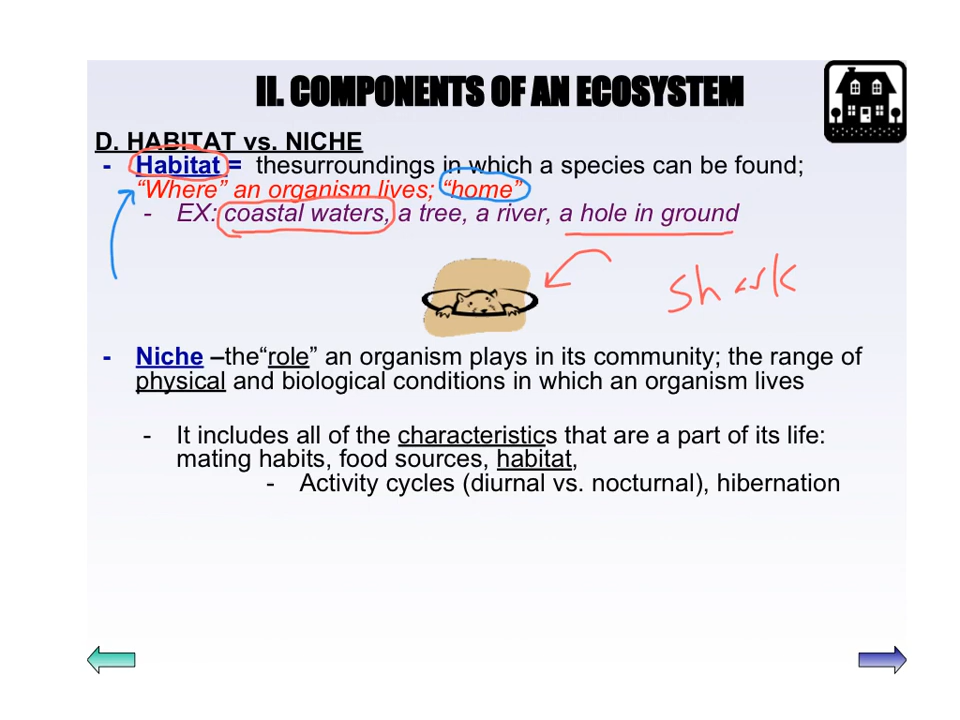 II. COMPONENTS OF AN ECOSYSTEM
D. HABITAT vs. NICHE
- Habitat = thesurroundings in which a species can be found;
“Where” an organism lives; “home”
- EX: coastal waters, a tree, a river, a hole in ground
shark
- Niche –the“role” an organism plays in its community; the range of
physical and biological conditions in which an organism lives
- It includes all of the characteristics that are a part of its life:
mating habits, food sources, habitat,
- Activity cycles (diurnal vs. nocturnal), hibernation